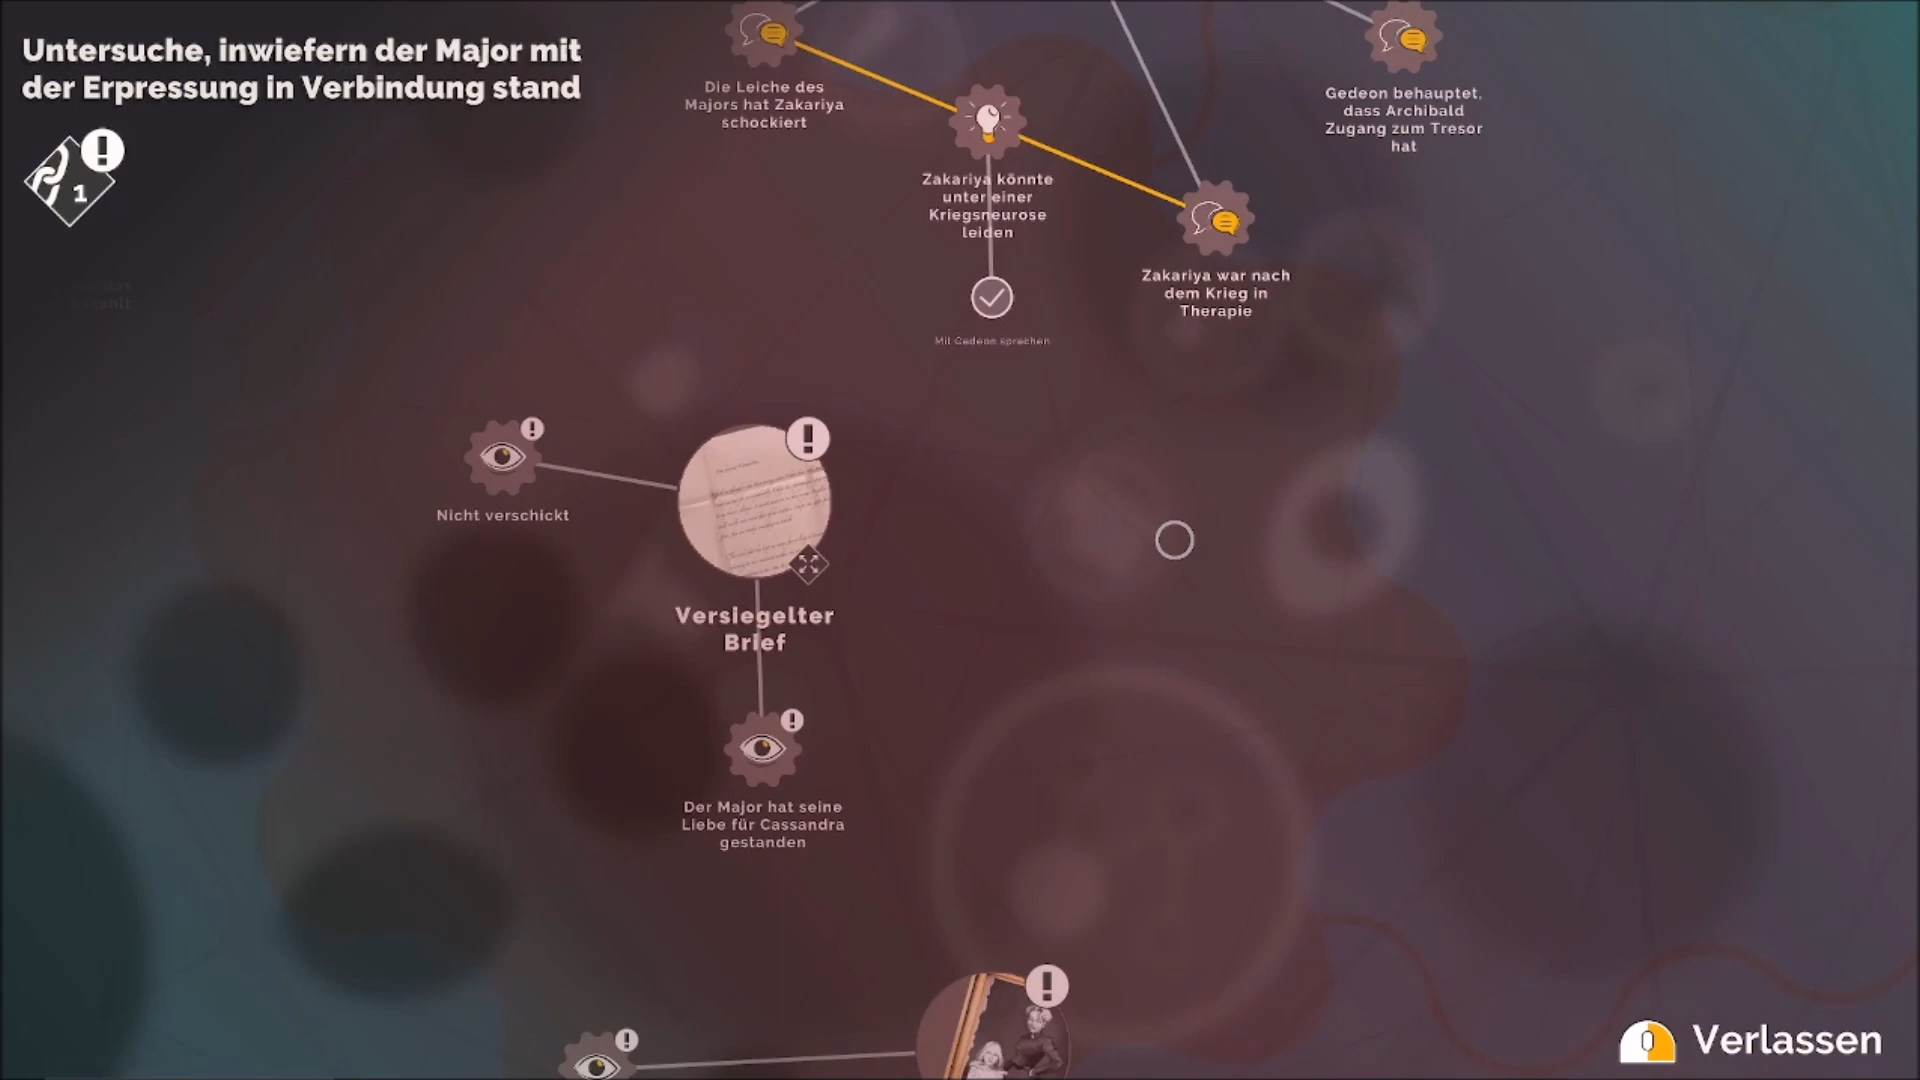 Untersuche, inwiefern der Major mit
der Erpressung in Verbindung stand
1
Die Leiche des
Majors hat Zakariya
schockiert
Gedeon behauptet,
dass Archibald
Zugang zum Tresor
hat
Zakariya könnte
unter einer
Kriegsneurose
leiden
Zakariya war nach
dem Krieg in
Therapie
Mit Gedeon sprechen
Nicht verschickt
Versiegelter
Brief
Der Major hat seine
Liebe für Cassandra
gestanden
Verlassen